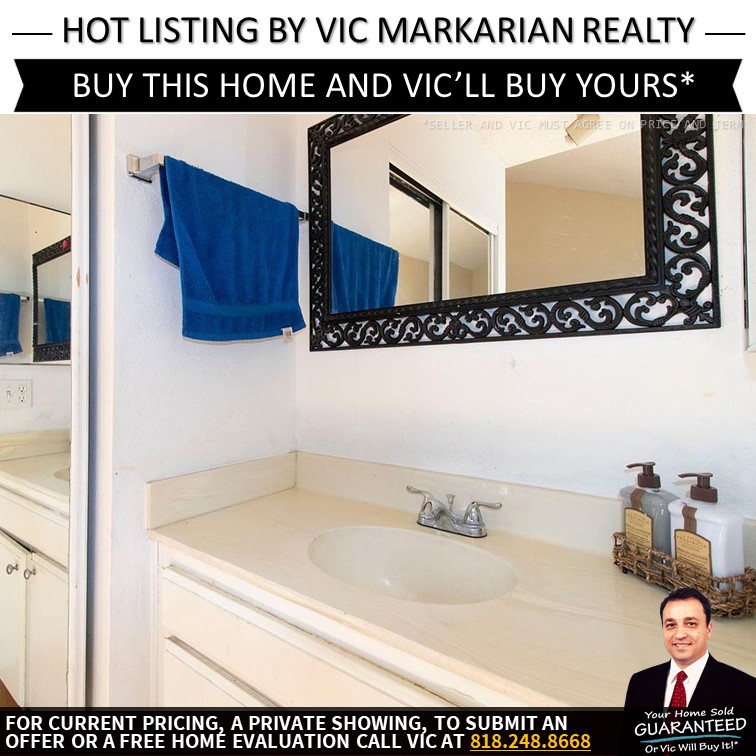 HOT LISTING BY VIC MARKARIAN REALTY
BUY THIS HOME AND VIC'LL BUY YOURS*
*SELLER AND VIC MUST AGREE ON PRICE AND TERM
Your Home Sold
GUARANTEED
Or Vic Will Buy It!
FOR CURRENT PRICING, A PRIVATE SHOWING, TO SUBMIT AN
OFFER OR A FREE HOME EVALUATION CALL VIC AT 818.248.8668